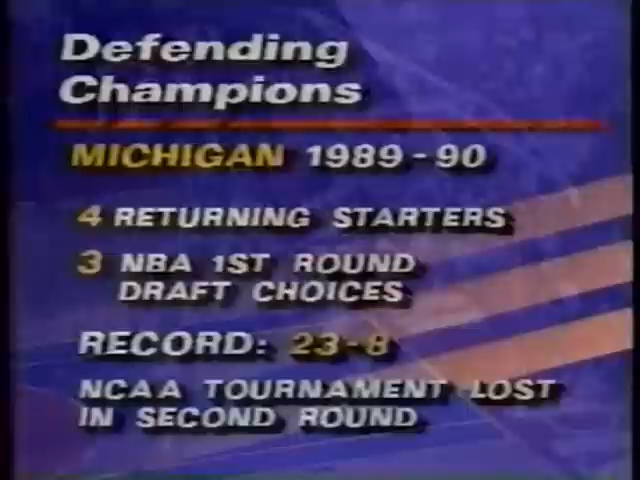 Defending
Champions
MICHIGAN 1989-90
4 RETURNING STARTERS
3 NBA 1ST ROUND
DRAFT CHOICES
RECORD: 23-8
NCAA TOURNAMENT LOST
IN SECOND ROUND